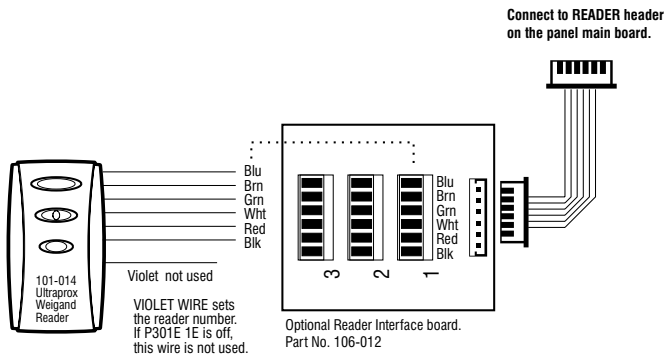 Connect to READER header
on the panel main board.
Blu
Brn
Grn
Wht
Red
Blk
Violet not used
101-014
Ultraprox
Weigand
Reader
VIOLET WIRE sets
the reader number.
If P301E 1E is off,
this wire is not used.
Blu
Brn
Grn
Wht
Red
Blk
3
2
1
Optional Reader Interface board.
Part No. 106-012